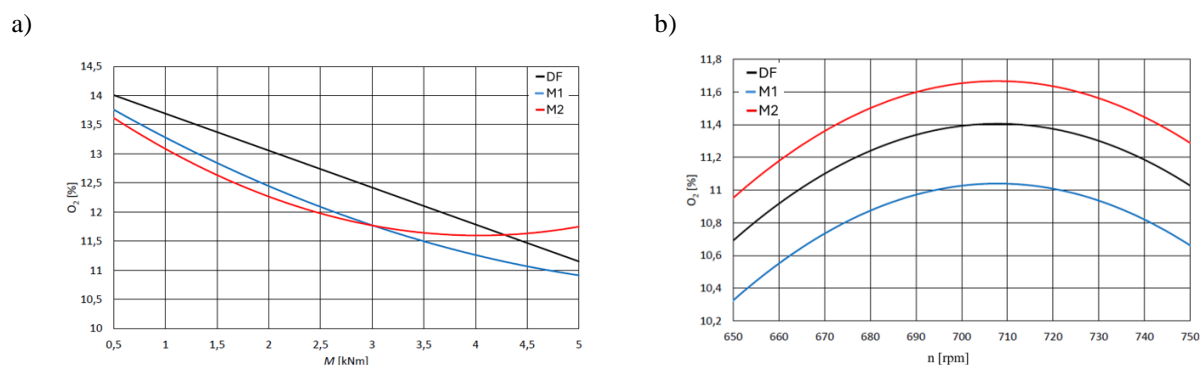 a)
O₂ [%]
14,5
14
13,5
13
12,5
12
11,5
11
10,5
10
0,5 1 1,5 2 2,5 3 3,5 4 4,5 5
M [kNm]
DF
M1
M2
b)
O₂ [%]
11,8
11,6
11,4
11,2
11
10,8
10,6
10,4
10,2
650 660 670 680 690 700 710 720 730 740 750
n [rpm]
DF
M1
M2